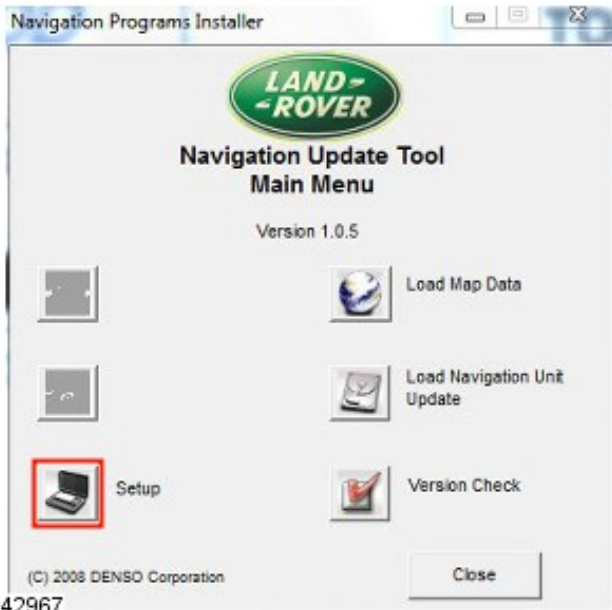 Navigation Programs Installer
LAND-
-ROVER
Navigation Update Tool
Main Menu
Version 1.0.5
Load Map Data
Load Navigation Unit
Update
Setup
Version Check
(C) 2008 DENSO Corporation
Close
42967